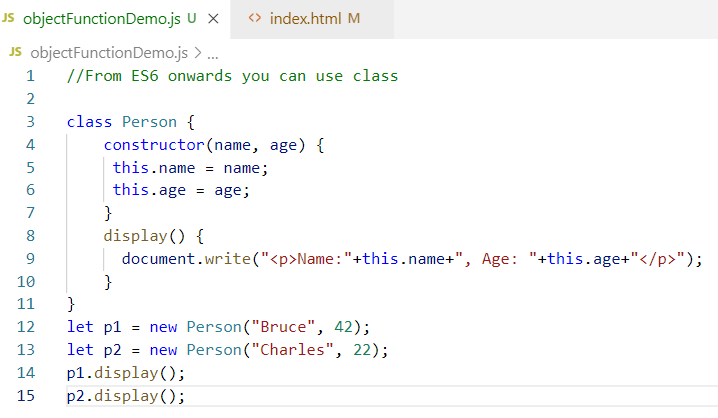 JS objectFunctionDemo.js U × <> index.html M
JS objectFunctionDemo.js > ...
1 //From ES6 onwards you can use class
2
3 class Person {
4     constructor(name, age) {
5      this.name = name;
6      this.age = age;
7     }
8     display() {
9       document.write("<p>Name:"+this.name+", Age: "+this.age+"</p>");
10     }
11 }
12 let p1 = new Person("Bruce", 42);
13 let p2 = new Person("Charles", 22);
14 p1.display();
15 p2.display();